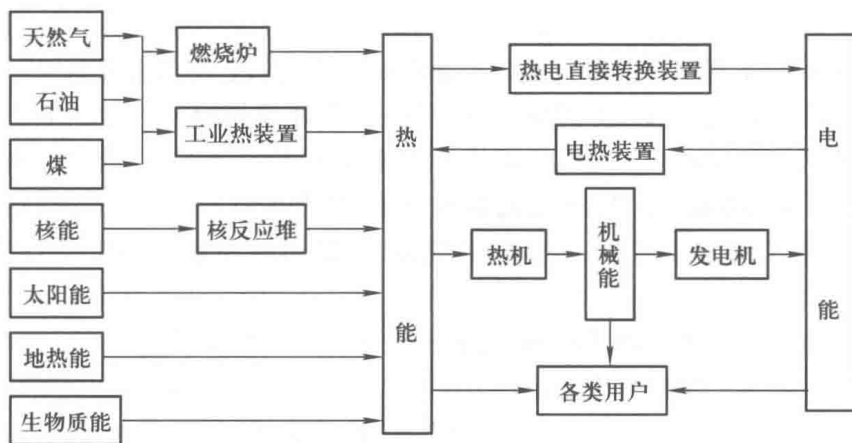 天然气
石油
煤
核能
太阳能
地热能
生物质能
燃烧炉
工业热装置
核反应堆
热
能
热电直接转换装置
电热装置
热机
机械能
发电机
各类用户
电
能